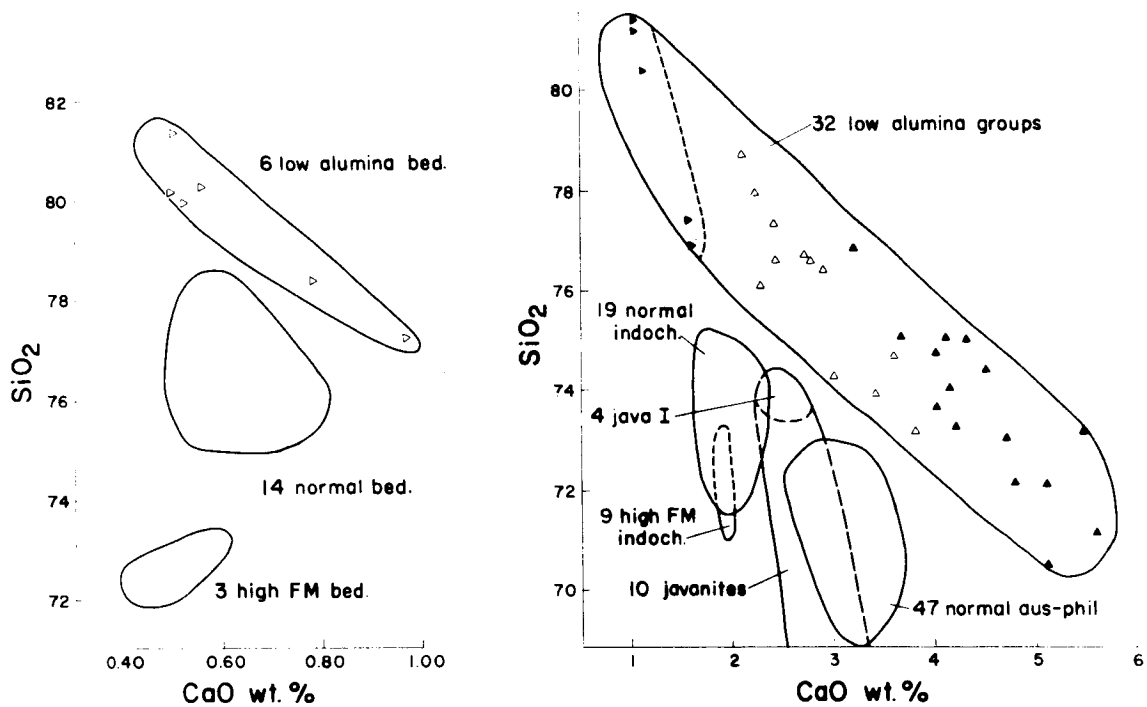 SiO2
82
80
78
76
74
72
6 low alumina bed.
14 normal bed.
3 high FM bed.
0.40
0.60
0.80
1.00
CaO wt.%
SiO2
80
78
76
74
72
70
32 low alumina groups
19 normal
indoch.
4 java I
9 high FM
indoch.
10 javanites
47 normal aus-phil
1
2
3
4
5
6
CaO wt.%